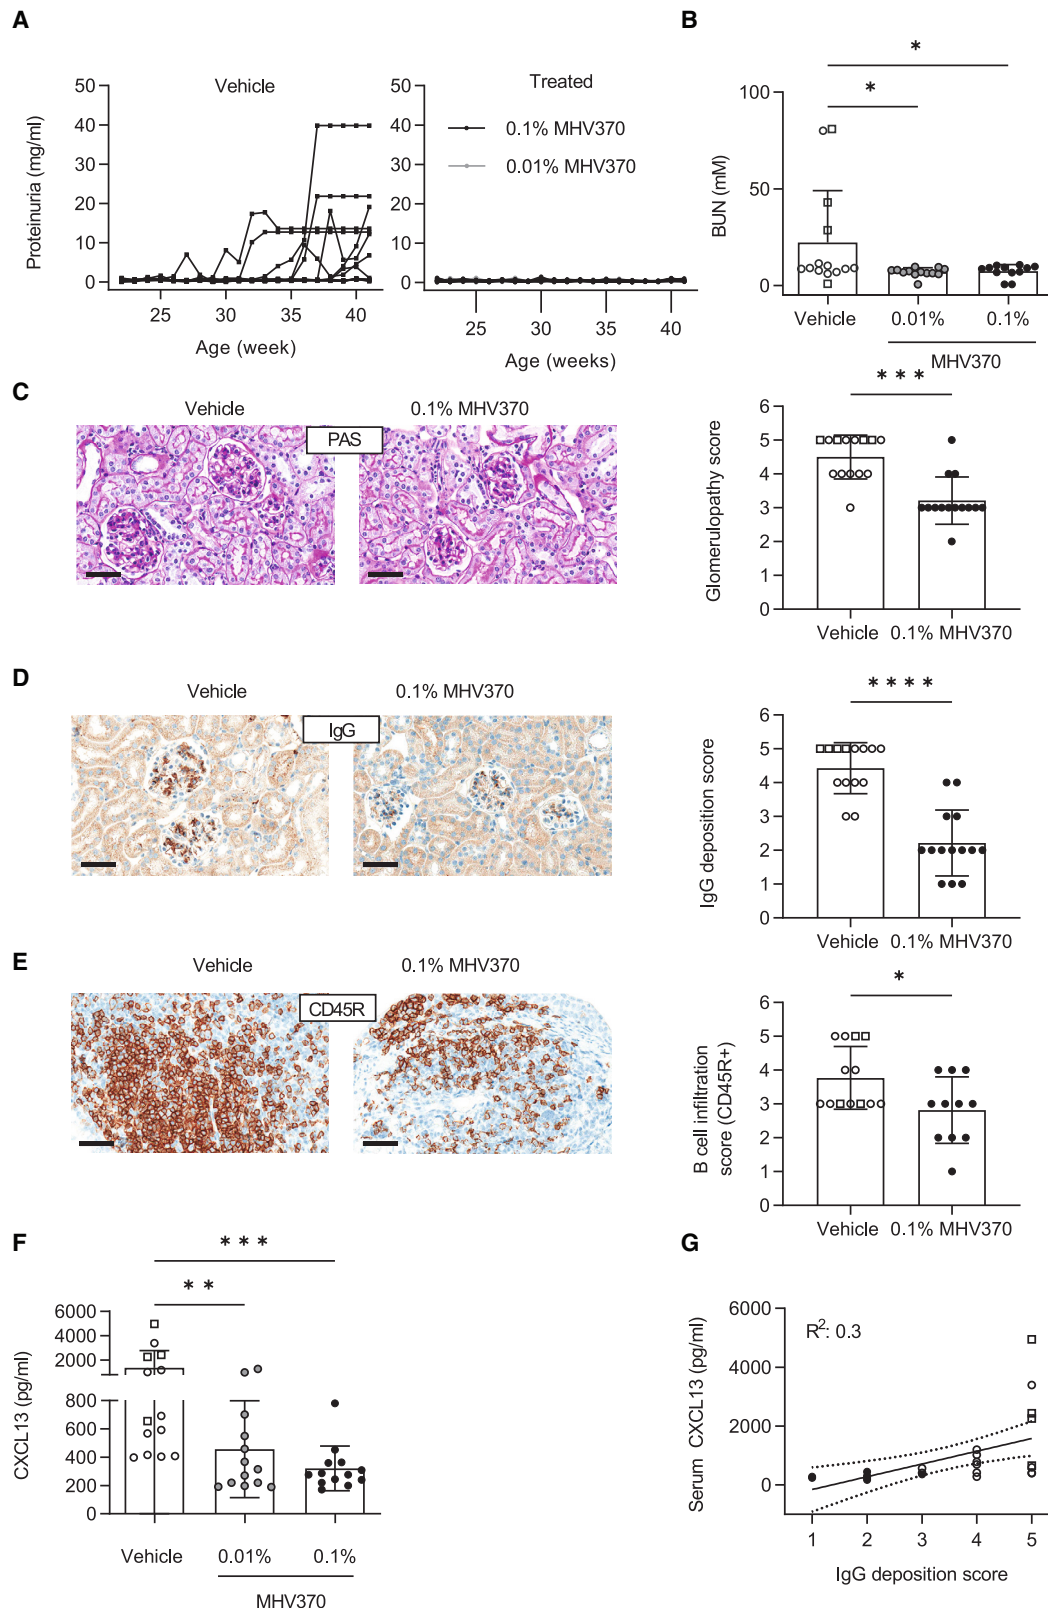 A
Vehicle
Treated
50
40
30
20
10
0
Proteinuria (mg/ml)
25
30
35
40
Age (week)
50
40
30
20
10
0
0.1% MHV370
0.01% MHV370
25
30
35
40
Age (weeks)
B
*
*
100
50
0
BUN (mM)
Vehicle
0.01%
0.1%
MHV370
C
Vehicle
0.1% MHV370
PAS
***
6
5
4
3
2
1
0
Glomerulopathy score
Vehicle
0.1% MHV370
D
Vehicle
0.1% MHV370
IgG
****
6
5
4
3
2
1
0
IgG deposition score
Vehicle
0.1% MHV370
E
Vehicle
0.1% MHV370
CD45R
*
6
5
4
3
2
1
0
B cell infiltration
score (CD45R+)
Vehicle
0.1% MHV370
F
***
**
6000
4000
2000
800
600
400
200
0
CXCL13 (pg/ml)
Vehicle
0.01%
0.1%
MHV370
G
6000
4000
2000
0
Serum CXCL13 (pg/ml)
R²: 0.3
1
2
3
4
5
IgG deposition score